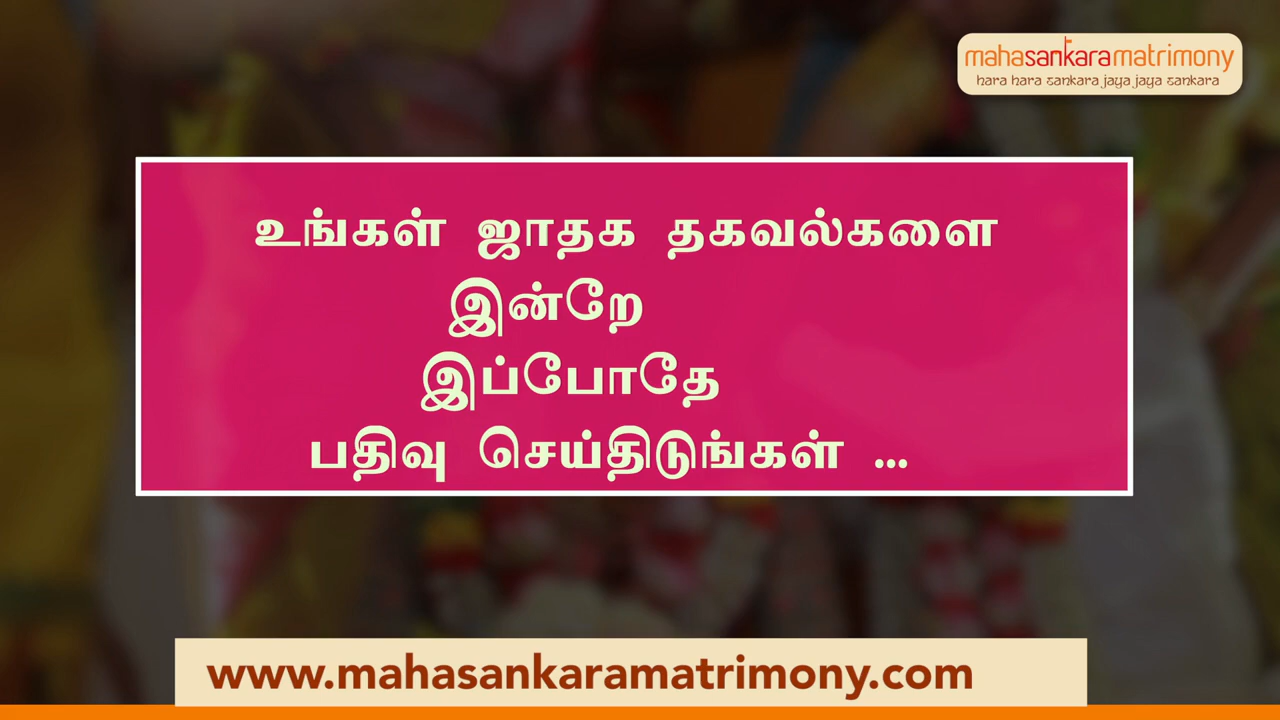 mahasankaramatrimony
hara hara sankara jaya jaya sankara
உங்கள் ஜாதக தகவல்களை
இன்றே
இப்போதே
பதிவு செய்திடுங்கள் ...
www.mahasankaramatrimony.com